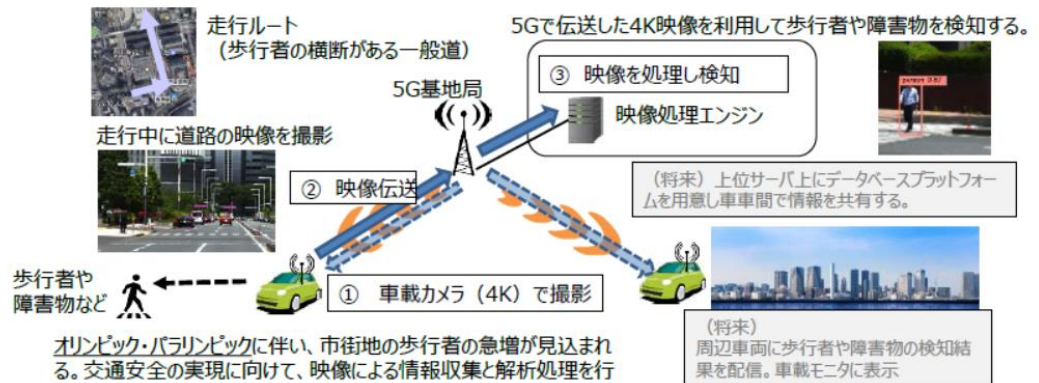 走行ルート
（歩行者の横断がある一般道）
5Gで伝送した4K映像を利用して歩行者や障害物を検知する。
5G基地局
③ 映像を処理し検知
映像処理エンジン
走行中に道路の映像を撮影
② 映像伝送
（将来）上位サーバ上にデータベースプラットフォー
ムを用意し車車間で情報を共有する。
歩行者や
障害物など
① 車載カメラ（4K）で撮影
オリンピック・パラリンピックに伴い、市街地の歩行者の急増が見込まれ
る。交通安全の実現に向けて、映像による情報収集と解析処理を行
（将来）
周辺車両に歩行者や障害物の検知結
果を配信。車載モニタに表示